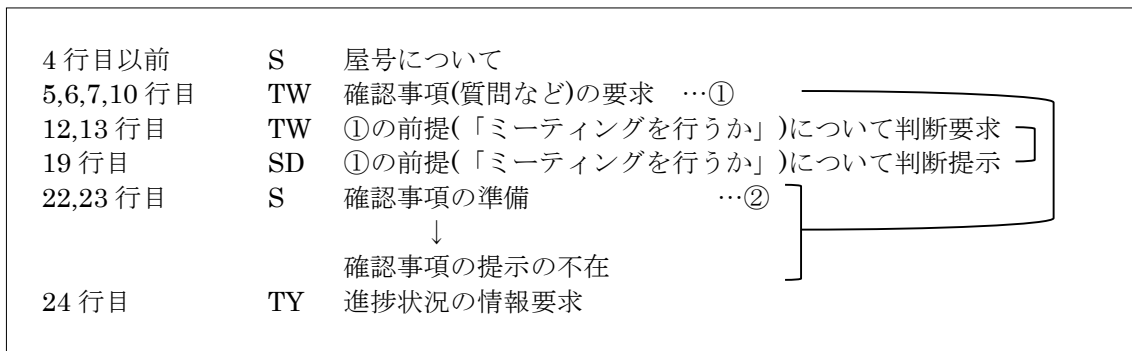 4 行目以前 S 屋号について
5,6,7,10 行目 TW 確認事項(質問など)の要求 …①
12,13 行目 TW ①の前提(「ミーティングを行うか」)について判断要求
19 行目 SD ①の前提(「ミーティングを行うか」)について判断提示
22,23 行目 S 確認事項の準備 …②
↓
確認事項の提示の不在
24 行目 TY 進捗状況の情報要求